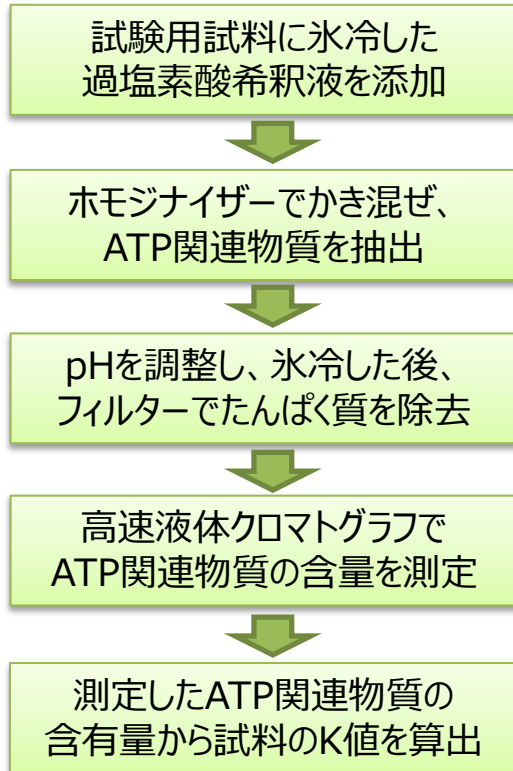 試験用試料に氷冷した
過塩素酸希釈液を添加
ホモジナイザーでかき混ぜ、
ATP関連物質を抽出
pHを調整し、氷冷した後、
フィルターでたんぱく質を除去
高速液体クロマトグラフで
ATP関連物質の含量を測定
測定したATP関連物質の
含有量から試料のK値を算出